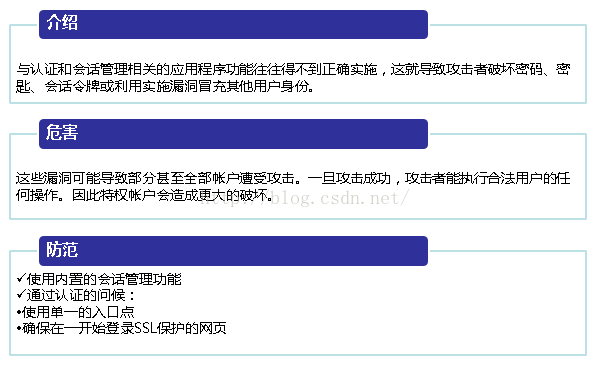 介绍
与认证和会话管理相关的应用程序功能往往得不到正确实施，这就导致攻击者破坏密码、密
匙、会话令牌或利用实施漏洞冒充其他用户身份。
危害
这些漏洞可能导致部分甚至全部帐户遭受攻击。一旦攻击成功，攻击者能执行合法用户的任
何操作。因此特权帐户会造成更大的破坏。
http://blog.csdn.net/
防范
✓使用内置的会话管理功能
✓通过认证的问候：
•使用单一的入口点
•确保在一开始登录SSL保护的网页